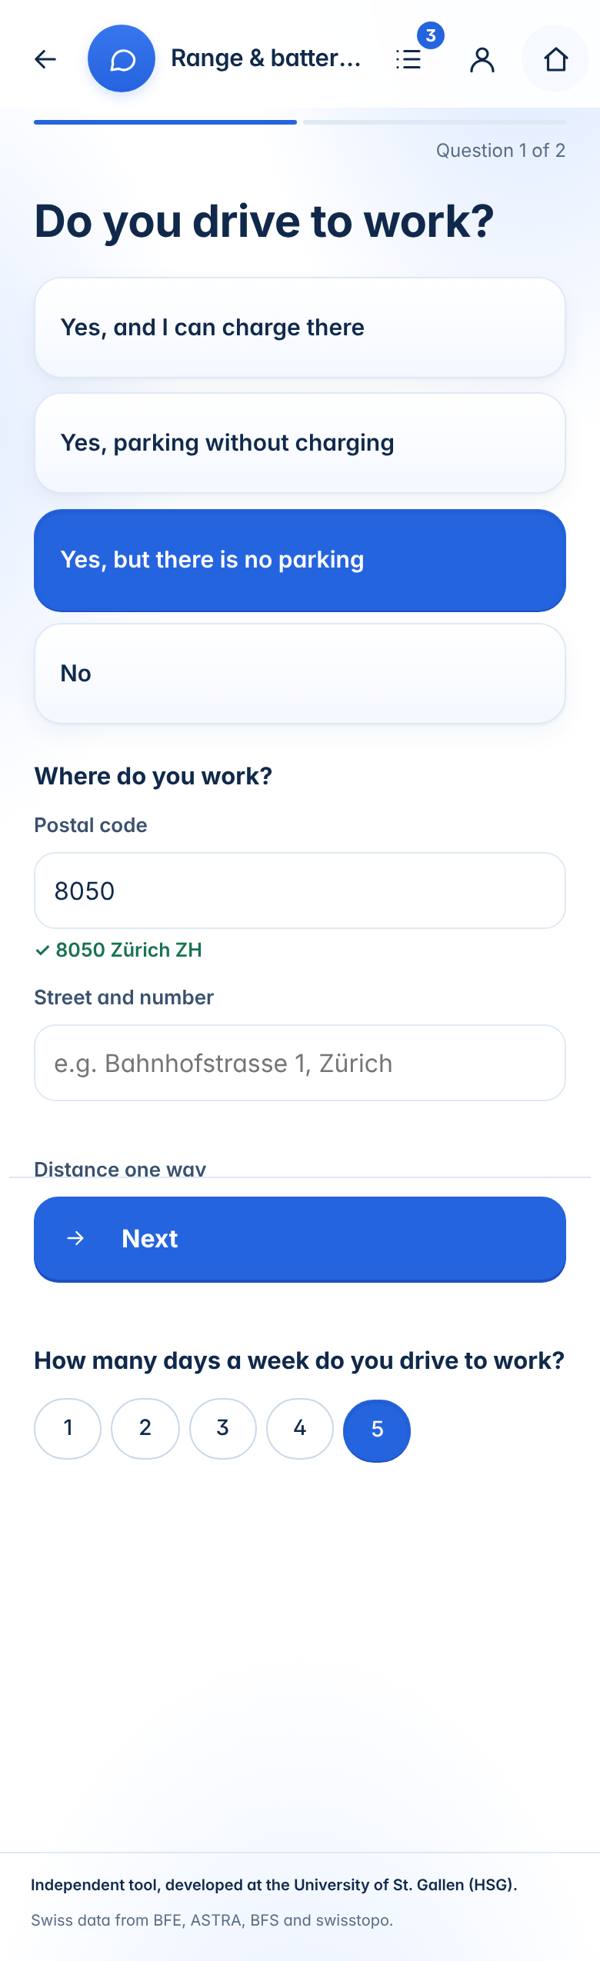 Range & batter...
3
Question 1 of 2
Do you drive to work?
Yes, and I can charge there
Yes, parking without charging
Yes, but there is no parking
No
Where do you work?
Postal code
8050
✓ 8050 Zürich ZH
Street and number
e.g. Bahnhofstrasse 1, Zürich
Distance one way
→ Next
How many days a week do you drive to work?
1 2 3 4 5
Independent tool, developed at the University of St. Gallen (HSG).
Swiss data from BFE, ASTRA, BFS and swisstopo.